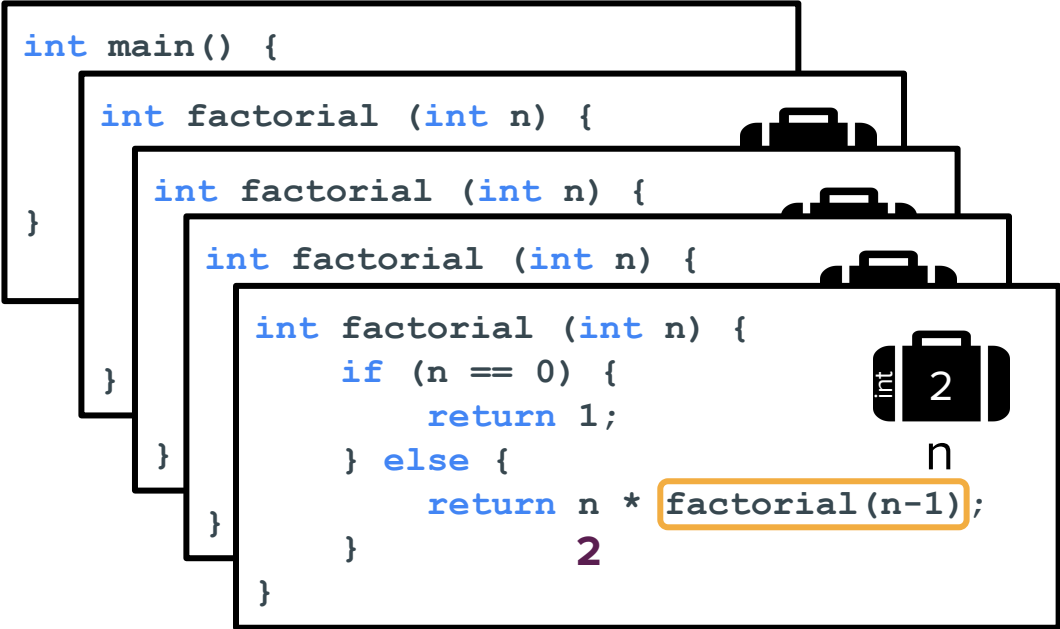 int main() {
int factorial (int n) {
int factorial (int n) {
}
int factorial (int n) {
int factorial (int n) {
if (n == 0) {
int
2
}
return 1;
} else {
n
}
return n * factorial(n-1);
}
} 2
}